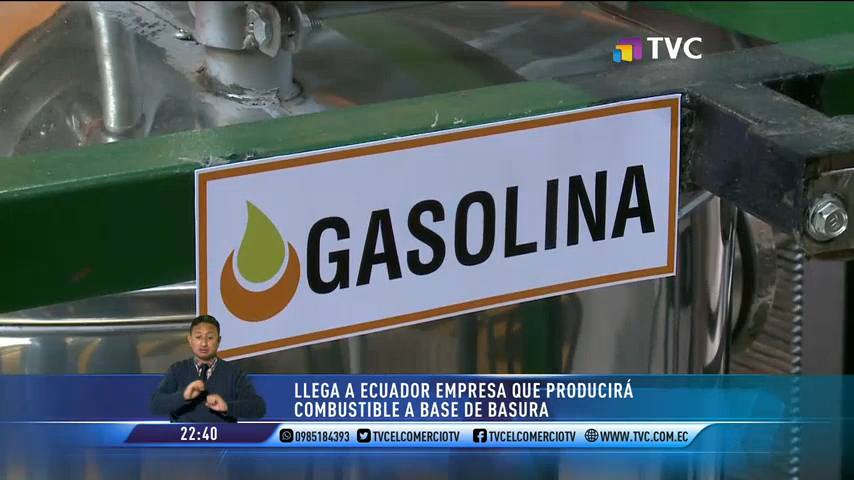 TVC
GASOLINA
LLEGA A ECUADOR EMPRESA QUE PRODUCIRÁ
COMBUSTIBLE A BASE DE BASURA
22:40
0985184393
TVCELCOMERCIOTV
TVCELCOMERCIOTV
WWW.TVC.COM.EC